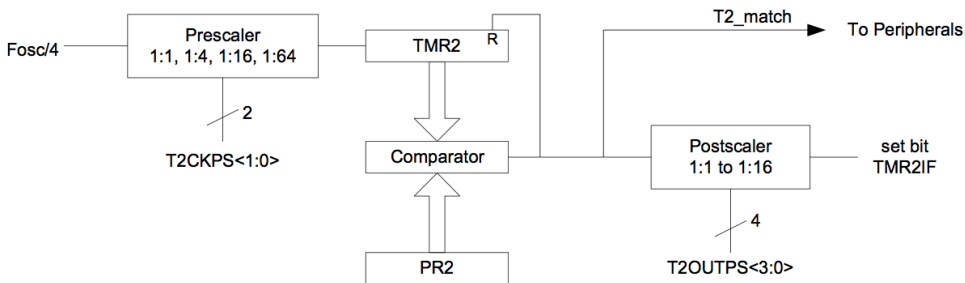 T2_match
To Peripherals
Fosc/4
Prescaler
1:1, 1:4, 1:16, 1:64
TMR2
R
2
T2CKPS<1:0>
Comparator
Postscaler
1:1 to 1:16
set bit
TMR2IF
4
PR2
T2OUTPS<3:0>